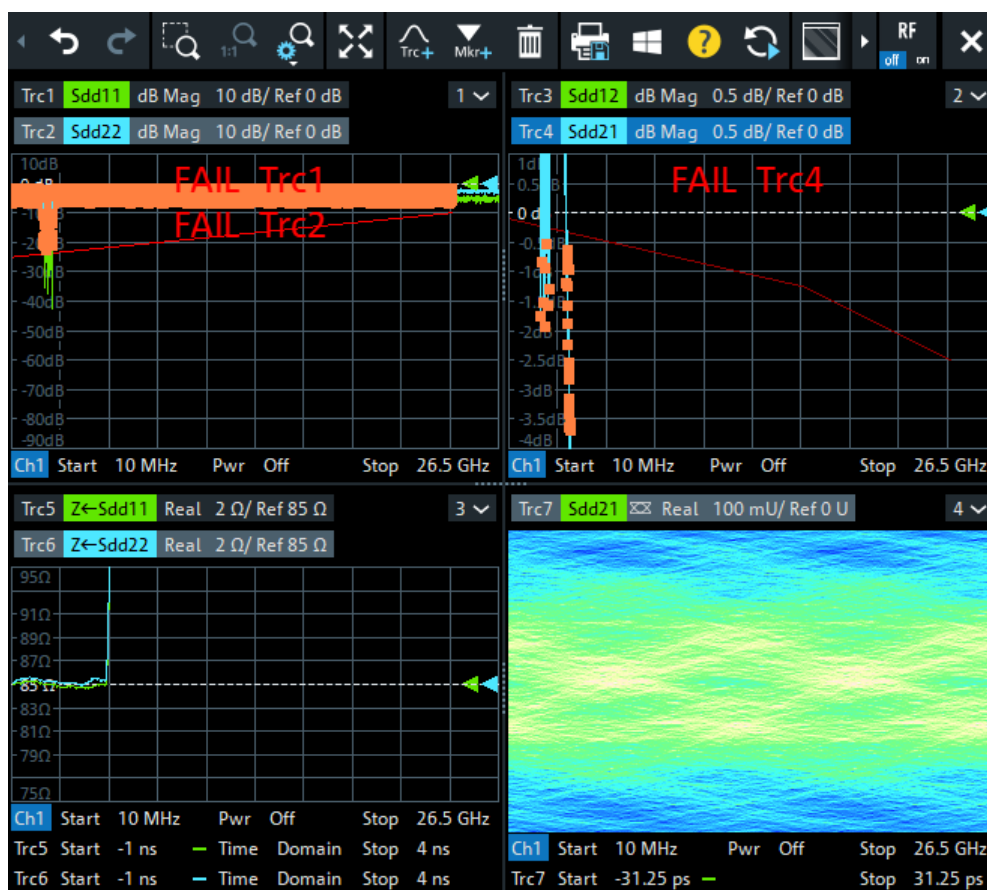 1:1 Trc+ Mkr+ ? RF
off on
Trc1 Sdd11 dB Mag 10 dB/ Ref 0 dB 1
Trc2 Sdd22 dB Mag 10 dB/ Ref 0 dB
10dB
FAIL Trc1
FAIL Trc2
-30dB
-40dB
-50dB
-60dB
-70dB
-80dB
-90dB
Ch1 Start 10 MHz Pwr Off Stop 26.5 GHz
Trc3 Sdd12 dB Mag 0.5 dB/ Ref 0 dB 2
Trc4 Sdd21 dB Mag 0.5 dB/ Ref 0 dB
FAIL Trc4
-2.5dB
-3dB
-3.5dB
-4dB
Ch1 Start 10 MHz Pwr Off Stop 26.5 GHz
Trc5 Z←Sdd11 Real 2 Ω/ Ref 85 Ω 3
Trc6 Z←Sdd22 Real 2 Ω/ Ref 85 Ω
95Ω
91Ω
89Ω
87Ω
85 Ω
83Ω
81Ω
79Ω
75Ω
Ch1 Start 10 MHz Pwr Off Stop 26.5 GHz
Trc5 Start -1 ns Time Domain Stop 4 ns
Trc6 Start -1 ns Time Domain Stop 4 ns
Trc7 Sdd21 Real 100 mU/ Ref 0 U 4
Ch1 Start 10 MHz Pwr Off Stop 26.5 GHz
Trc7 Start -31.25 ps Stop 31.25 ps